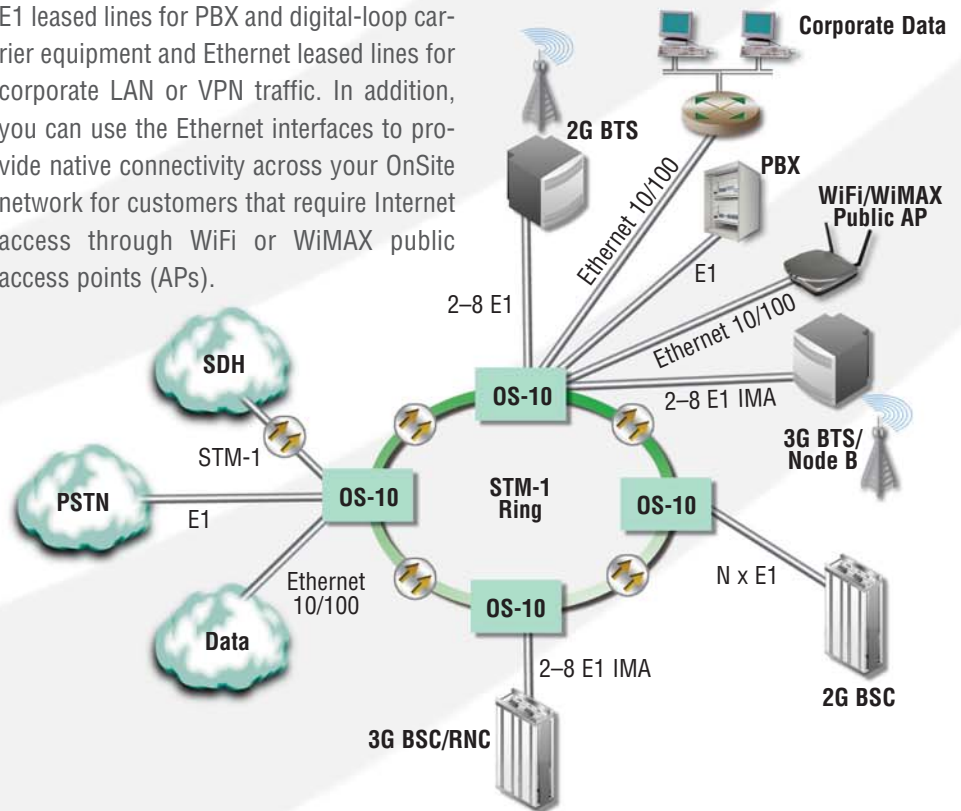 E1 leased lines for PBX and digital-loop car-
rier equipment and Ethernet leased lines for
corporate LAN or VPN traffic. In addition,
you can use the Ethernet interfaces to pro-
vide native connectivity across your OnSite
network for customers that require Internet
access through WiFi or WiMAX public
access points (APs).
Corporate Data
2G BTS
Ethernet 10/100
PBX
WiFi/WiMAX
Public AP
E1
2–8 E1
Ethernet 10/100
SDH
OS-10
2–8 E1 IMA
3G BTS/
Node B
STM-1
PSTN
OS-10
STM-1
Ring
OS-10
E1
N x E1
Ethernet
10/100
OS-10
Data
2–8 E1 IMA
2G BSC
3G BSC/RNC